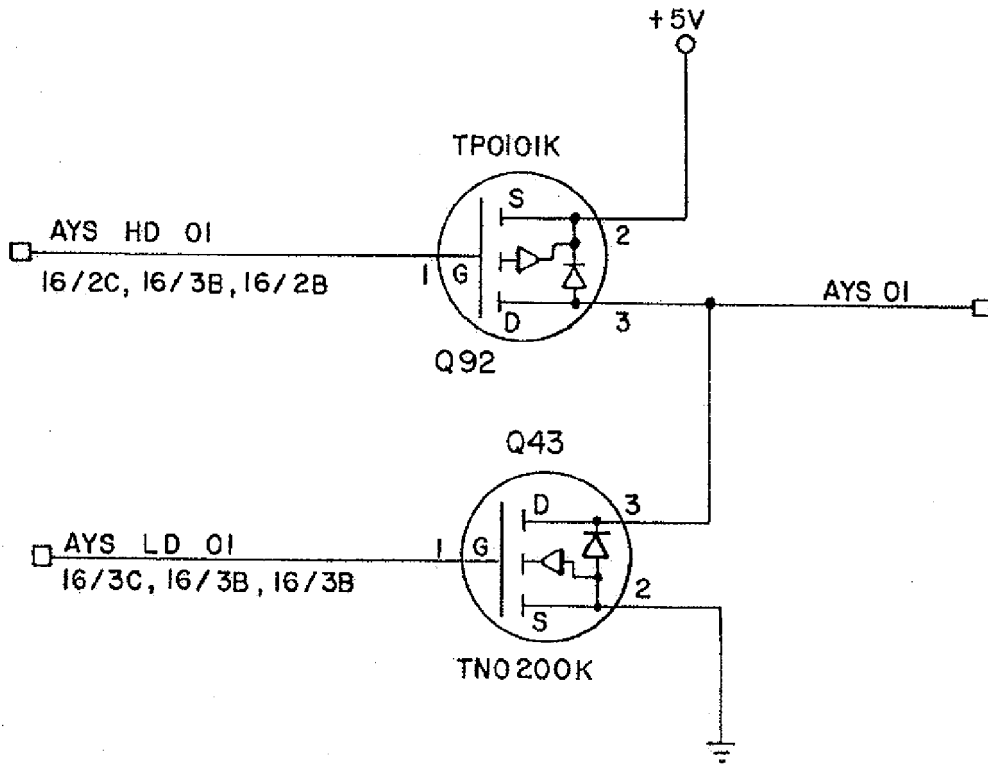 +5V
TP0101K
S
AYS HD 01
2
1 G
16/2C, 16/3B, 16/2B
AYS 01
D
3
Q92
Q43
D
3
AYS LD 01
1 G
16/3C, 16/3B, 16/3B
2
S
TN0200K